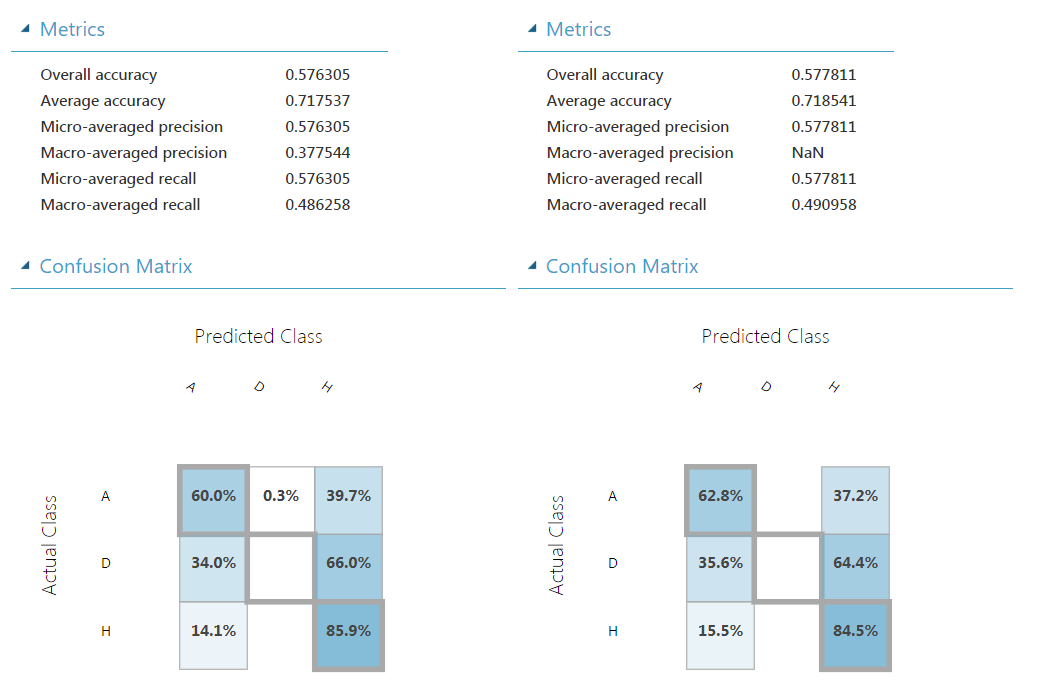 Metrics
Overall accuracy 0.576305
Average accuracy 0.717537
Micro-averaged precision 0.576305
Macro-averaged precision 0.377544
Micro-averaged recall 0.576305
Macro-averaged recall 0.486258
Confusion Matrix
Predicted Class
A D H
Actual Class
A 60.0% 0.3% 39.7%
D 34.0% 66.0%
H 14.1% 85.9%
Metrics
Overall accuracy 0.577811
Average accuracy 0.718541
Micro-averaged precision 0.577811
Macro-averaged precision NaN
Micro-averaged recall 0.577811
Macro-averaged recall 0.490958
Confusion Matrix
Predicted Class
A D H
Actual Class
A 62.8% 37.2%
D 35.6% 64.4%
H 15.5% 84.5%